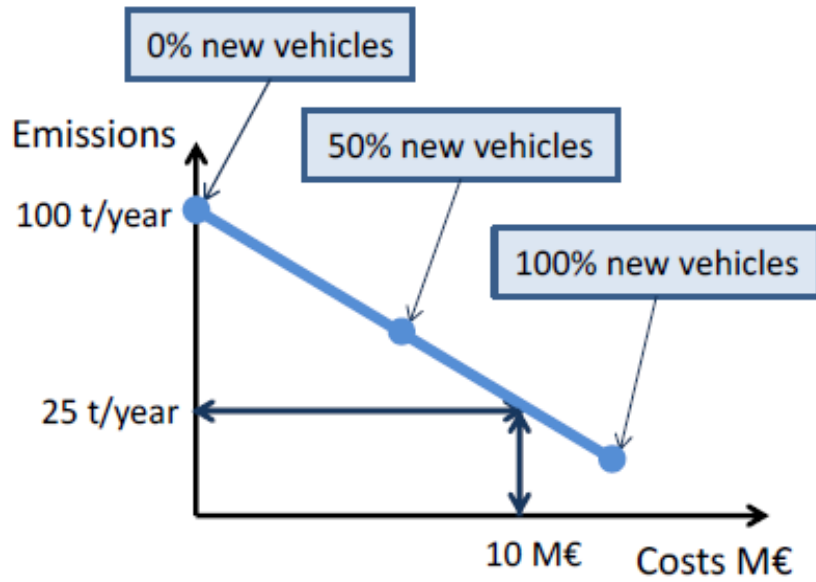 0% new vehicles
Emissions
50% new vehicles
100 t/year
100% new vehicles
25 t/year
10 M€
Costs M€